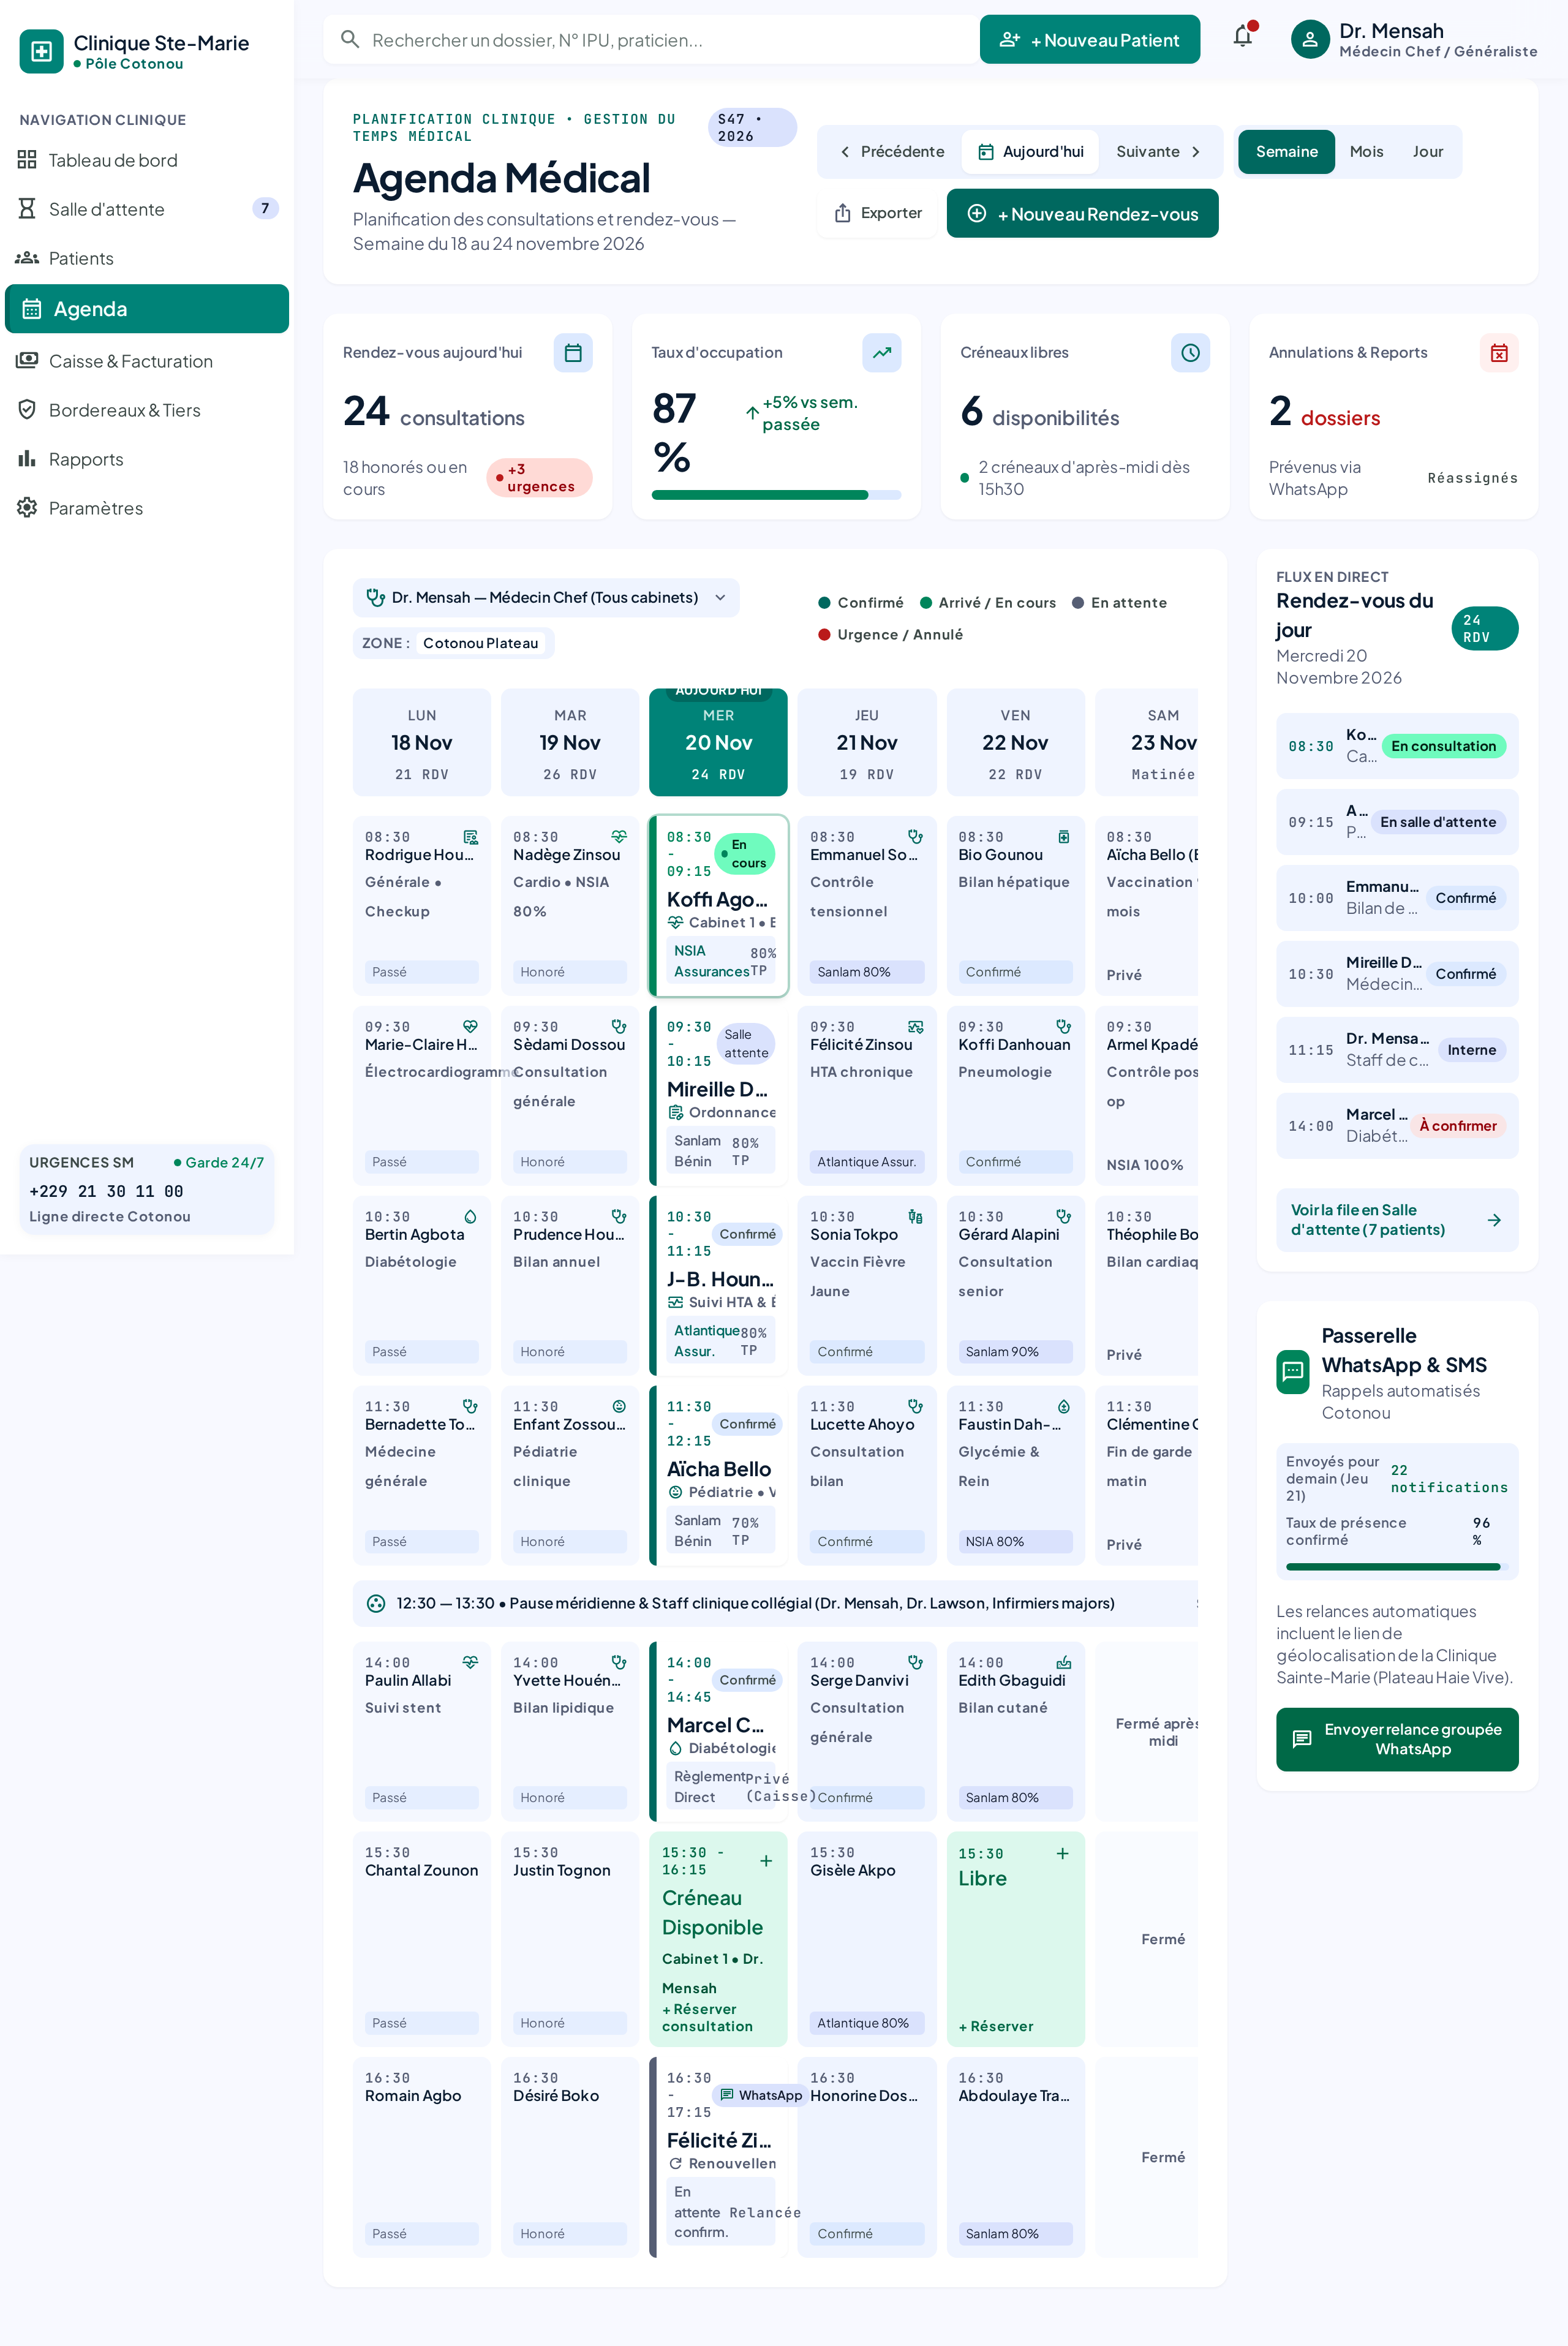 Clinique Ste-Marie
Pôle Cotonou
NAVIGATION CLINIQUE
Tableau de bord
Salle d'attente
7
Patients
Agenda
Caisse & Facturation
Bordereaux & Tiers
Rapports
Paramètres
URGENCES SM
Garde 24/7
+229 21 30 11 00
Ligne directe Cotonou
Rechercher un dossier, N° IPU, praticien...
+ Nouveau Patient
Dr. Mensah
Médecin Chef / Généraliste
PLANIFICATION CLINIQUE • GESTION DU
TEMPS MÉDICAL
S47 •
2026
Agenda Médical
Planification des consultations et rendez-vous —
Semaine du 18 au 24 novembre 2026
Précédente
Aujourd'hui
Suivante
Semaine
Mois
Jour
Exporter
+ Nouveau Rendez-vous
Rendez-vous aujourd'hui
24 consultations
18 honorés ou en
cours
+3
urgences
Taux d'occupation
87
%
+5% vs sem.
passée
Créneaux libres
6 disponibilités
2 créneaux d'après-midi dès
15h30
Annulations & Reports
2 dossiers
Prévenus via
WhatsApp
Réassignés
Dr. Mensah — Médecin Chef (Tous cabinets)
ZONE :
Cotonou Plateau
Confirmé
Arrivé / En cours
En attente
Urgence / Annulé
LUN
18 Nov
21 RDV
MAR
19 Nov
26 RDV
AUJOURD'HUI
MER
20 Nov
24 RDV
JEU
21 Nov
19 RDV
VEN
22 Nov
22 RDV
SAM
23 Nov
Matinée
08:30
Rodrigue Hou...
Générale •
Checkup
Passé
08:30
Nadège Zinsou
Cardio • NSIA
80%
Honoré
08:30
-
09:15
En
cours
Koffi Ago...
Cabinet 1 •
NSIA
Assurances
80%
TP
08:30
Emmanuel So...
Contrôle
tensionnel
Sanlam 80%
08:30
Bio Gounou
Bilan hépatique
Confirmé
08:30
Aïcha Bello
Vaccination
mois
Privé
09:30
Marie-Claire H...
Électrocardiogramme
Passé
09:30
Sèdami Dossou
Consultation
générale
Honoré
09:30
-
10:15
Salle
attente
Mireille D...
Ordonnance
Sanlam
Bénin
80%
TP
09:30
Félicité Zinsou
HTA chronique
Atlantique Assur.
09:30
Koffi Danhouan
Pneumologie
Confirmé
09:30
Armel Kpadé
Contrôle pos
op
NSIA 100%
10:30
Bertin Agbota
Diabétologie
Passé
10:30
Prudence Hou...
Bilan annuel
Honoré
10:30
-
11:15
Confirmé
J-B. Houn...
Suivi HTA &
Atlantique
Assur.
80%
TP
10:30
Sonia Tokpo
Vaccin Fièvre
Jaune
Confirmé
10:30
Gérard Alapini
Consultation
senior
Sanlam 90%
10:30
Théophile Bo
Bilan cardiaq
Privé
11:30
Bernadette To...
Médecine
générale
Passé
11:30
Enfant Zossou...
Pédiatrie
clinique
Honoré
11:30
-
12:15
Confirmé
Aïcha Bello
Pédiatrie •
Sanlam
Bénin
70%
TP
11:30
Lucette Ahoyo
Consultation
bilan
Confirmé
11:30
Faustin Dah-...
Glycémie &
Rein
NSIA 80%
11:30
Clémentine
Fin de garde
matin
Privé
12:30 — 13:30 • Pause méridienne & Staff clinique collégial (Dr. Mensah, Dr. Lawson, Infirmiers majors)
14:00
Paulin Allabi
Suivi stent
Passé
14:00
Yvette Houén...
Bilan lipidique
Honoré
14:00
-
14:45
Confirmé
Marcel C...
Diabétologie
Règlement
Direct
Privé
(Caisse)
14:00
Serge Danvivi
Consultation
générale
Confirmé
14:00
Edith Gbaguidi
Bilan cutané
Sanlam 80%
Fermé après
midi
15:30
Chantal Zounon
Passé
15:30
Justin Tognon
Honoré
15:30 -
16:15
Créneau
Disponible
Cabinet 1 • Dr.
Mensah
+ Réserver
consultation
15:30
Gisèle Akpo
Atlantique 80%
15:30
Libre
+ Réserver
Fermé
16:30
Romain Agbo
Passé
16:30
Désiré Boko
Honoré
16:30
-
17:15
WhatsApp
Félicité Zi...
Renouvellen
En
attente
confirm.
Relancée
16:30
Honorine Dos...
Confirmé
16:30
Abdoulaye Tra...
Sanlam 80%
Fermé
FLUX EN DIRECT
Rendez-vous du
jour
24
RDV
Mercredi 20
Novembre 2026
08:30
Ko...
Ca...
En consultation
09:15
A...
P...
En salle d'attente
10:00
Emmanu...
Bilan de ...
Confirmé
10:30
Mireille D...
Médecin...
Confirmé
11:15
Dr. Mensa...
Staff de c...
Interne
14:00
Marcel ...
Diabét...
À confirmer
Voir la file en Salle
d'attente (7 patients)
Passerelle
WhatsApp & SMS
Rappels automatisés
Cotonou
Envoyés pour
demain (Jeu
21)
22
notifications
Taux de présence
confirmé
96
%
Les relances automatiques
incluent le lien de
géolocalisation de la Clinique
Sainte-Marie (Plateau Haie Vive).
Envoyer relance groupée
WhatsApp